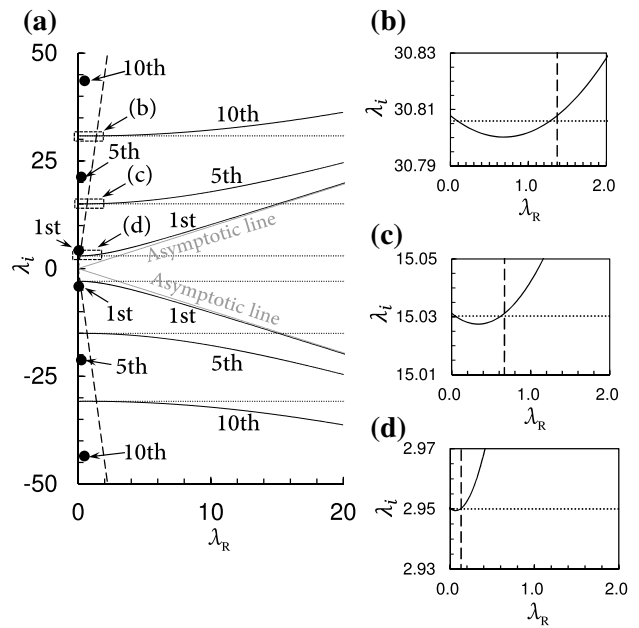 (a)
50
25
0
-25
-50
λi
0
10
20
λR
10th
(b)
10th
5th
(c)
5th
1st
(d)
1st
Asymptotic line
Asymptotic line
1st
1st
5th
5th
10th
10th
(b)
30.83
30.81
30.79
λi
0.0
1.0
2.0
λR
(c)
15.05
15.03
15.01
λi
0.0
1.0
2.0
λR
(d)
2.97
2.95
2.93
λi
0.0
1.0
2.0
λR